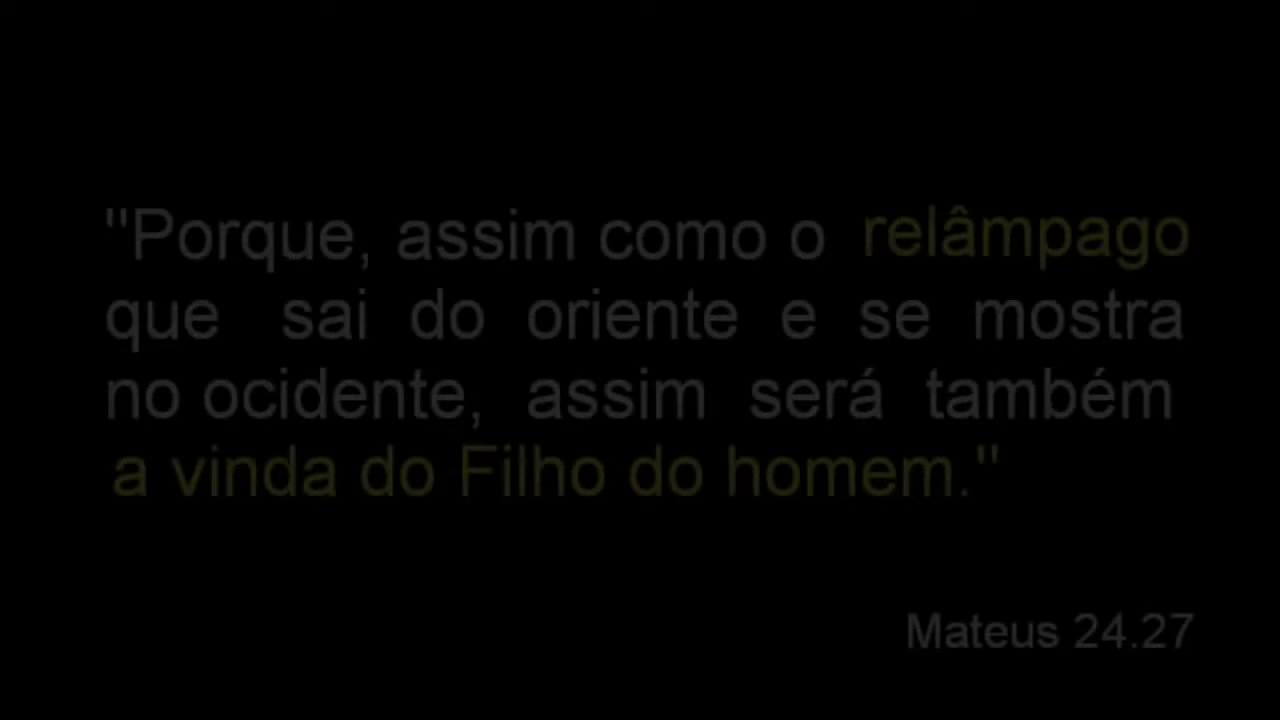 "Porque, assim como o relâmpago
que sai do oriente e se mostra
no ocidente, assim será também
a vinda do Filho do homem."
Mateus 24.27